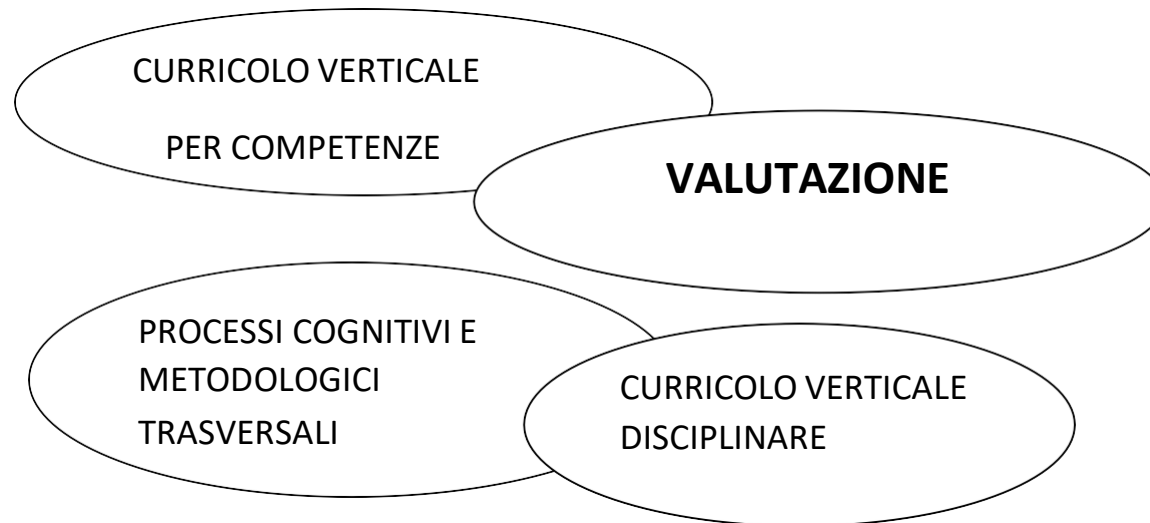 CURRICOLO VERTICALE
PER COMPETENZE
VALUTAZIONE
PROCESSI COGNITIVI E
METODOLOGICI
TRASVERSALI
CURRICOLO VERTICALE
DISCIPLINARE